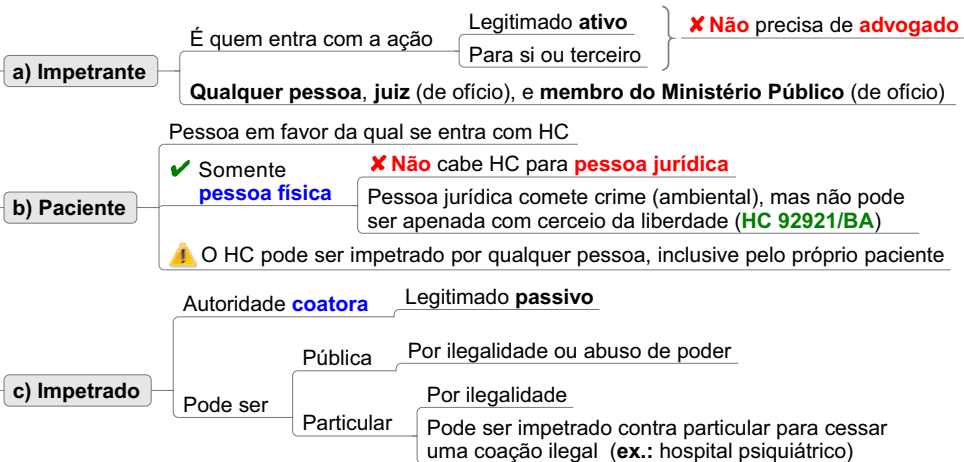 a) Impetrante
É quem entra com a ação
Legitimado ativo
Para si ou terceiro
✘ Não precisa de advogado
Qualquer pessoa, juiz (de ofício), e membro do Ministério Público (de ofício)
b) Paciente
Pessoa em favor da qual se entra com HC
✔ Somente
pessoa física
✘ Não cabe HC para pessoa jurídica
Pessoa jurídica comete crime (ambiental), mas não pode
ser apenada com cerceio da liberdade (HC 92921/BA)
O HC pode ser impetrado por qualquer pessoa, inclusive pelo próprio paciente
c) Impetrado
Autoridade coatora
Legitimado passivo
Pode ser
Pública
Por ilegalidade ou abuso de poder
Particular
Por ilegalidade
Pode ser impetrado contra particular para cessar
uma coação ilegal (ex.: hospital psiquiátrico)